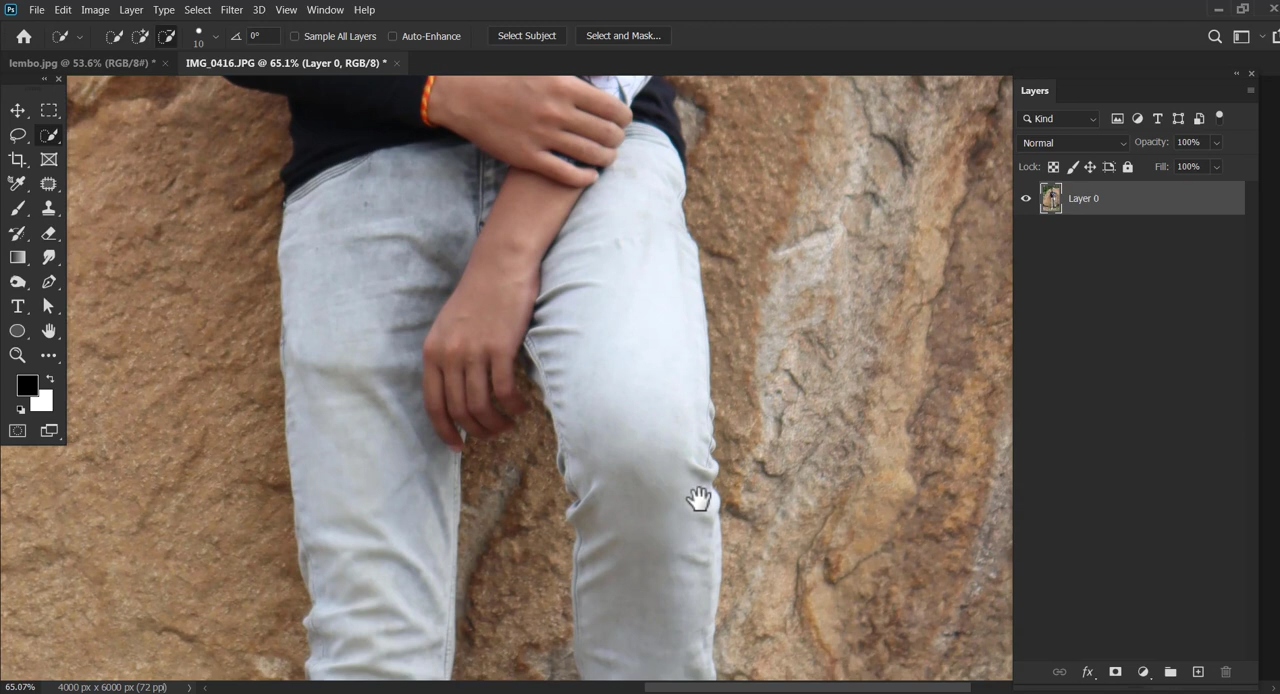 Ps File Edit Image Layer Type Select Filter 3D View Window Help
10 0° Sample All Layers Auto-Enhance Select Subject Select and Mask...
lembo.jpg @ 53.6% (RGB/8#) * × IMG_0416.JPG @ 65.1% (Layer 0, RGB/8) * ×
Layers
Kind
Normal Opacity: 100%
Lock: Fill: 100%
Layer 0
65.07% 4000 px x 6000 px (72 ppi)